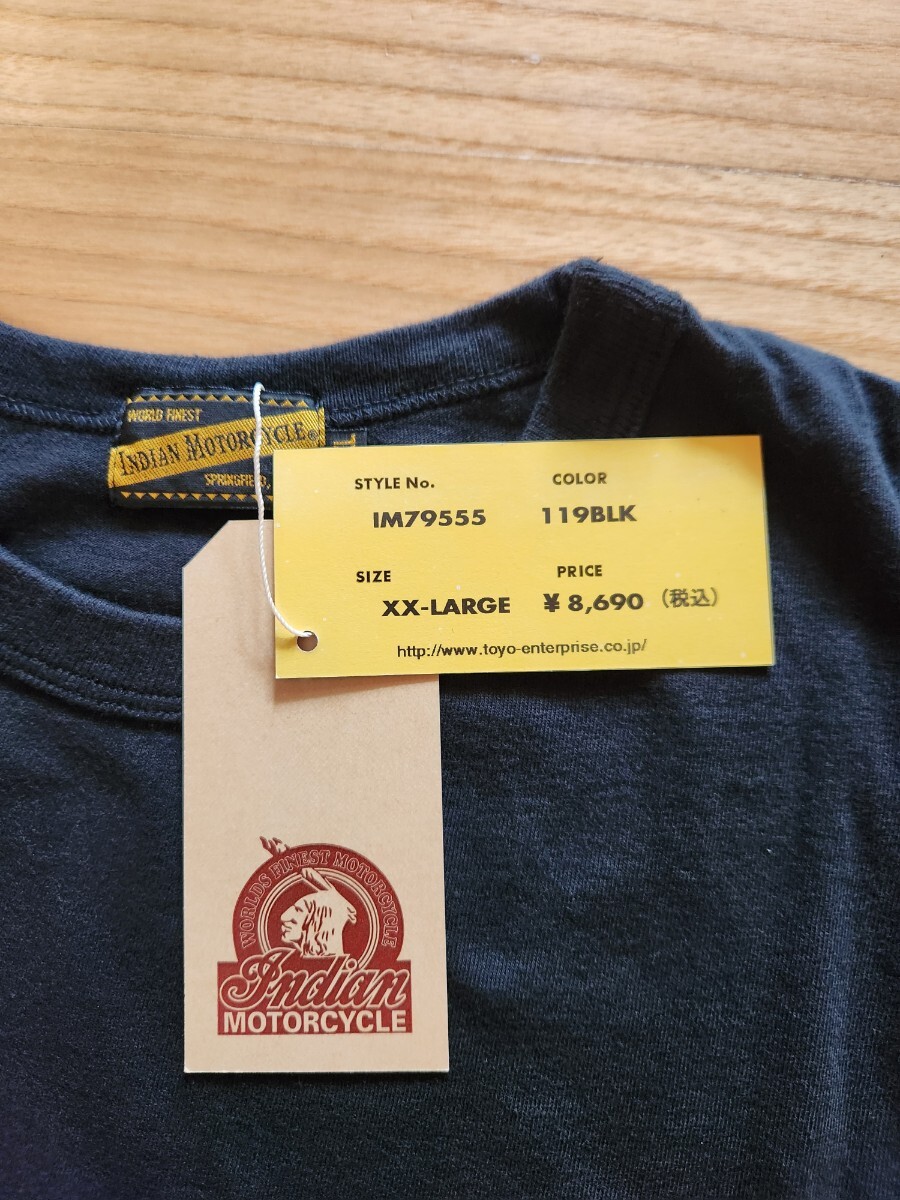 WORLD FINEST
INDIAN MOTORCYCLE®
SPRINGFIELD,
STYLE No.
COLOR
IM79555
119BLK
SIZE
PRICE
XX-LARGE
¥8,690 (税込)
http://www.toyo-enterprise.co.jp/
WORLDS FINEST MOTORCYCLE
Indian
MOTORCYCLE